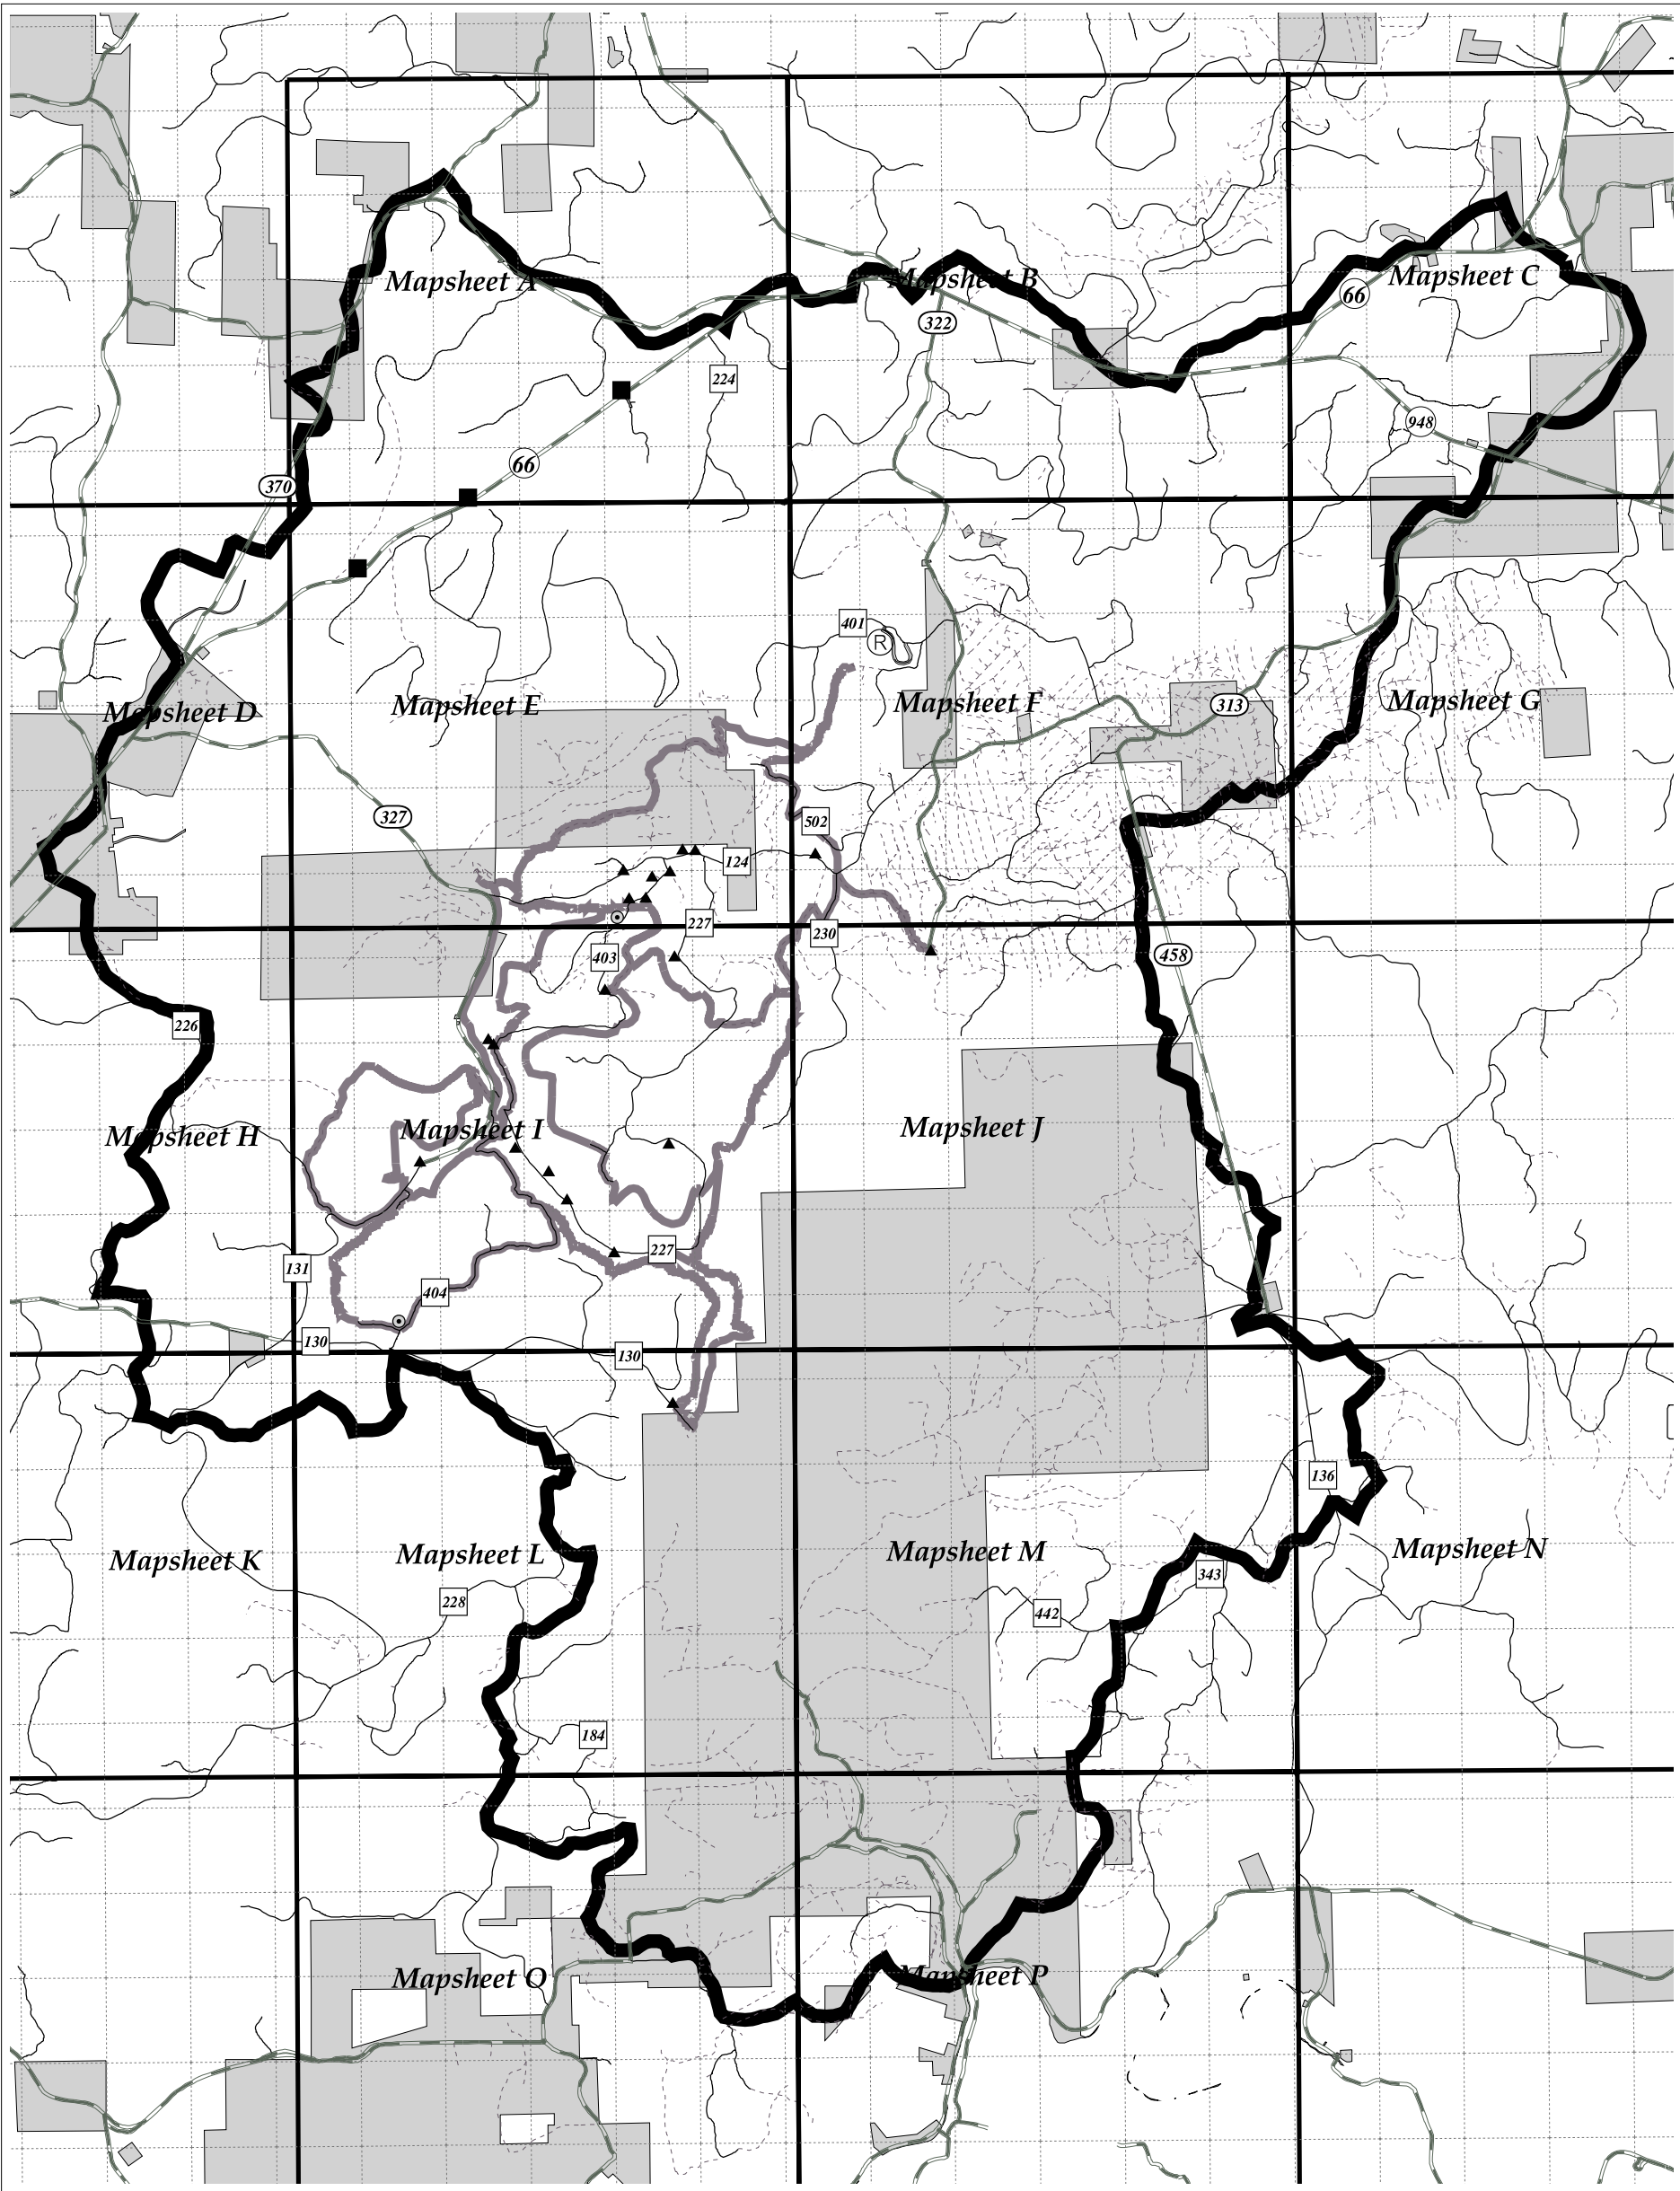 Mapsheet A
Mapsheet B
Mapsheet C
66
322
224
948
66
370
401
R
Mapsheet D
Mapsheet E
Mapsheet F
313
Mapsheet G
327
502
124
227
230
403
458
226
Mapsheet H
Mapsheet I
Mapsheet J
227
131
404
130
130
136
Mapsheet K
Mapsheet L
Mapsheet M
Mapsheet N
343
228
442
184
Mapsheet O
Mapsheet P